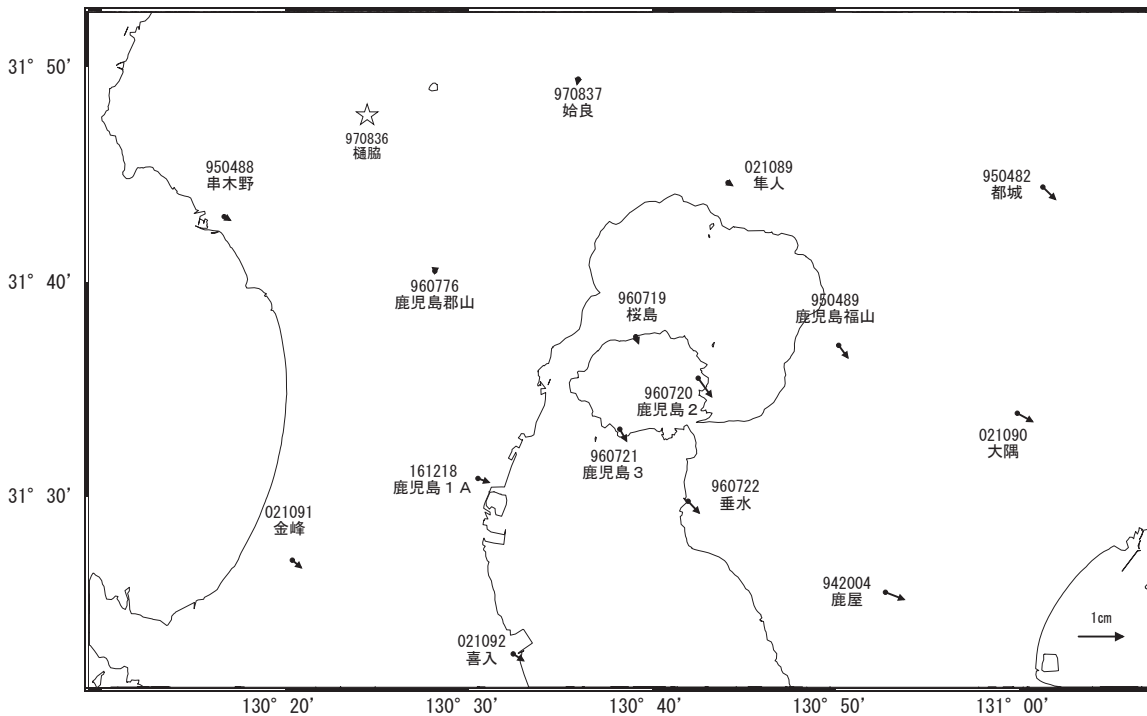 31° 50'
970837
姶良
970836
樋脇
950488
串木野
021089
隼人
950482
都城
31° 40'
960776
鹿児島郡山
960719
桜島
950489
鹿児島福山
960720
鹿児島２
021090
大隅
960721
鹿児島３
161218
鹿児島１Ａ
960722
垂水
31° 30'
021091
金峰
942004
鹿屋
1cm
021092
喜入
130° 20'
130° 30'
130° 40'
130° 50'
131° 00'